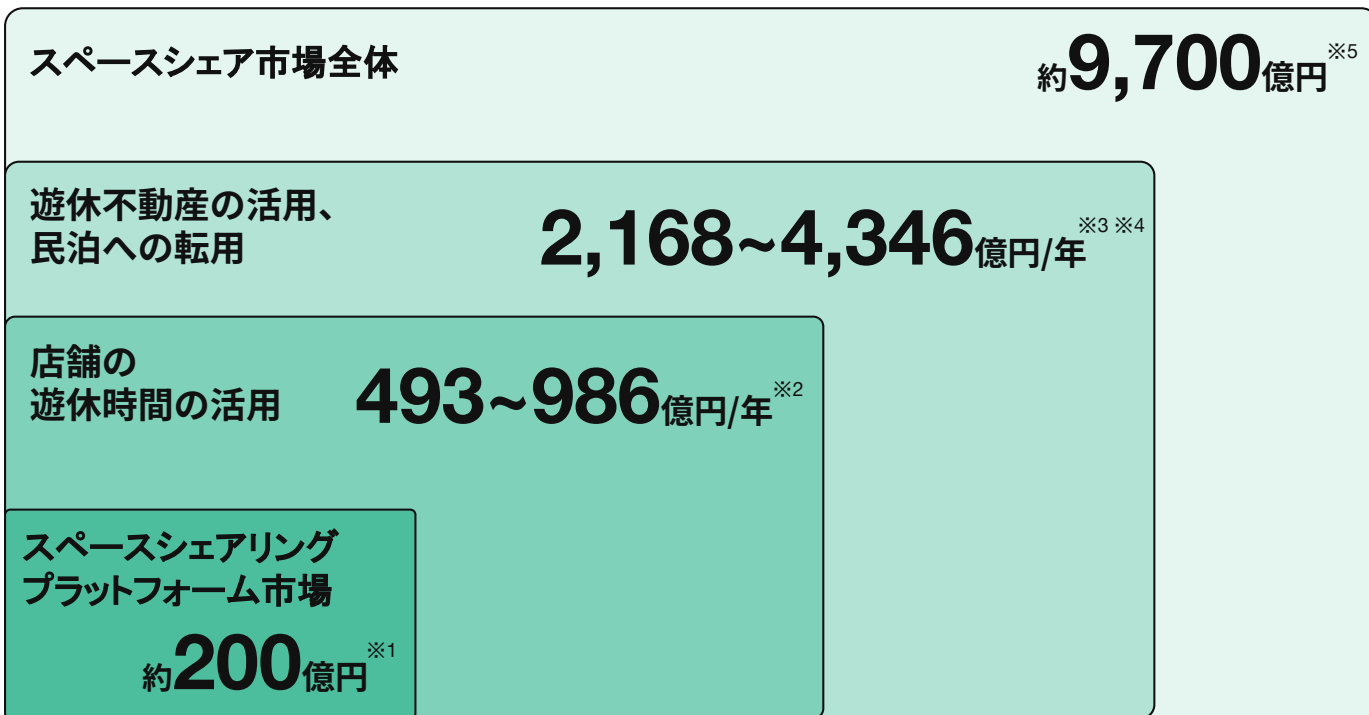 スペースシェア市場全体
約9,700億円※5
遊休不動産の活用、
民泊への転用
2,168~4,346億円/年※3 ※4
店舗の
遊休時間の活用
493~986億円/年※2
スペースシェアリング
プラットフォーム市場
約200億円※1